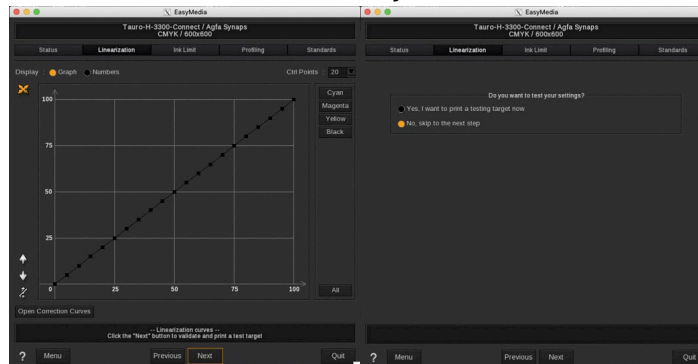 EasyMedia
Tauro-H-3300-Connect / Agfa Synaps
CMYK / 600x600
Status Linearization Ink Limit Profiling Standards
Display Graph Numbers Ctrl Points 20
Cyan
Magenta
Yellow
Black
100
75
50
25
0 25 50 75 100
All
Open Correction Curves
-- Linearization curves --
Click the "Next" button to validate and print a test target
? Menu Previous Next Quit
EasyMedia
Tauro-H-3300-Connect / Agfa Synaps
CMYK / 600x600
Status Linearization Ink Limit Profiling Standards
Do you want to test your settings?
Yes, I want to print a testing target now
No, skip to the next step
? Menu Previous Next Quit